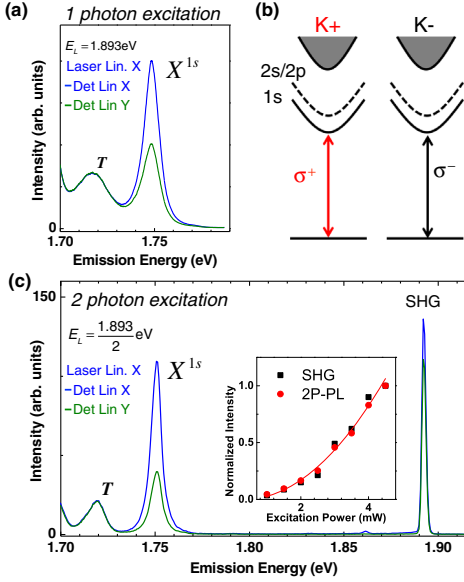 (a)
1 photon excitation
E_L = 1.893eV
Laser Lin. X
Det Lin X
Det Lin Y
X^1s
T
Intensity (arb. units)
0
1.70
1.75
Emission Energy (eV)
(b)
K+
K-
2s/2p
1s
σ+
σ−
(c)
2 photon excitation
E_L = 1.893/2 eV
Laser Lin. X
Det Lin X
Det Lin Y
X^1s
T
SHG
Intensity (arb. units)
150
0
1.70
1.75
1.80
1.85
1.90
Emission Energy (eV)
SHG
2P-PL
Normalized Intensity
1.0
0.5
0.0
2
4
Excitation Power (mW)